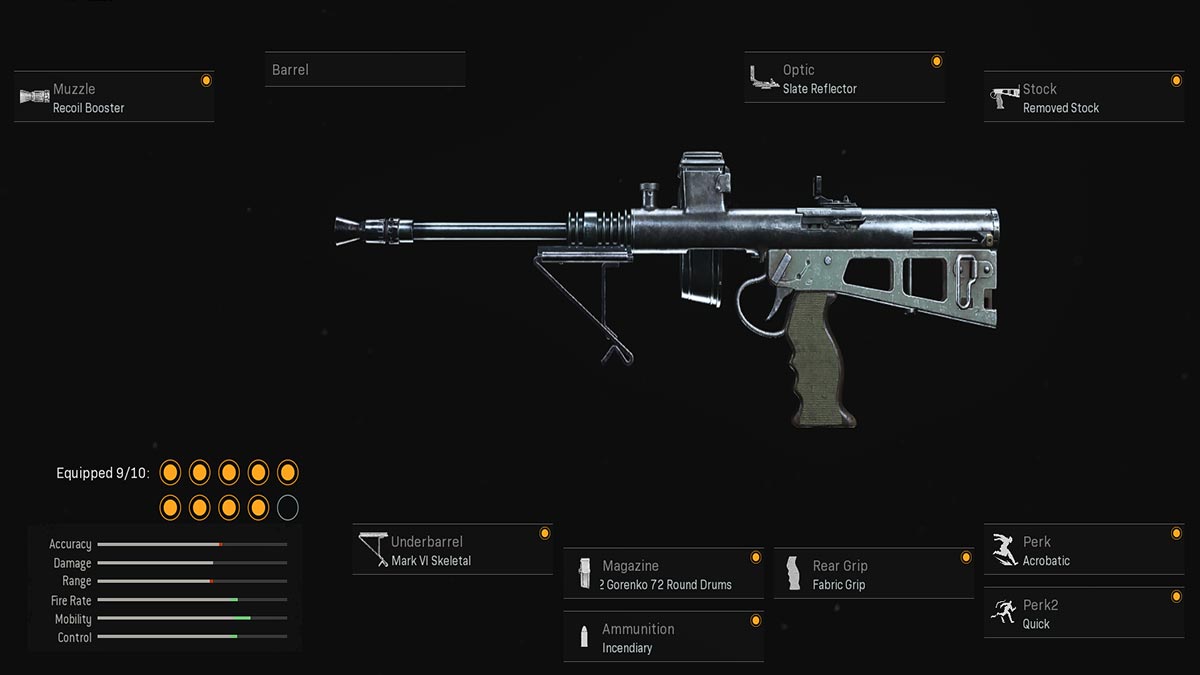 Barrel
Optic
Slate Reflector
Muzzle
Recoil Booster
Stock
Removed Stock
Equipped 9/10:
Accuracy
Damage
Range
Fire Rate
Mobility
Control
Underbarrel
Mark VI Skeletal
Magazine
Gorenko 72 Round Drums
Rear Grip
Fabric Grip
Ammunition
Incendiary
Perk
Acrobatic
Perk2
Quick